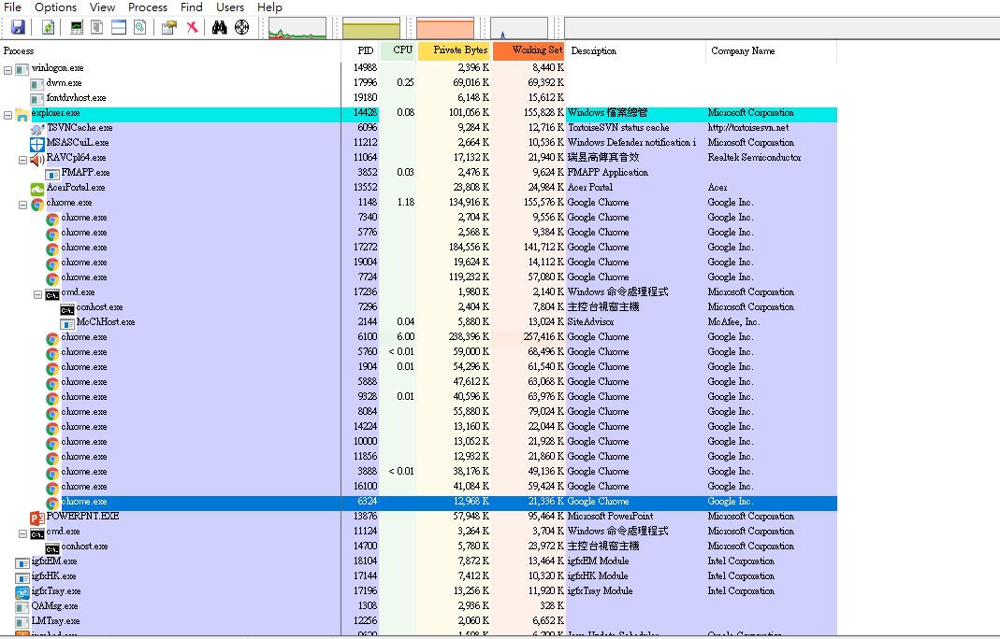 File Options View Process Find Users Help
Process PID CPU Private Bytes Working Set Description Company Name
winlogon.exe 14988 2,396 K 8,440 K
dwm.exe 17996 0.25 69,016 K 69,392 K
fontdrvhost.exe 19180 6,148 K 15,612 K
explorer.exe 14428 0.08 101,056 K 155,828 K Windows 檔案總管 Microsoft Corporation
TSVNCache.exe 6096 9,284 K 12,716 K TortoiseSVN status cache http://tortoisesvn.net
MSASCuiL.exe 11212 2,664 K 10,536 K Windows Defender notification i Microsoft Corporation
RAVCpl64.exe 11064 17,132 K 21,940 K 瑞昱高傳真音效 Realtek Semiconductor
FMAPP.exe 3852 0.03 2,476 K 9,624 K FMAPP Application
AcerPortal.exe 13552 23,808 K 24,984 K Acer Portal Acer
chrome.exe 1148 1.18 134,916 K 155,576 K Google Chrome Google Inc.
chrome.exe 7340 2,704 K 9,556 K Google Chrome Google Inc.
chrome.exe 5776 2,568 K 9,384 K Google Chrome Google Inc.
chrome.exe 17272 184,556 K 141,712 K Google Chrome Google Inc.
chrome.exe 19004 19,624 K 14,112 K Google Chrome Google Inc.
chrome.exe 7724 119,232 K 57,080 K Google Chrome Google Inc.
cmd.exe 17236 1,980 K 2,140 K Windows 命令處理程式 Microsoft Corporation
conhost.exe 7296 2,404 K 7,804 K 主控台視窗主機 Microsoft Corporation
McChHost.exe 2144 0.04 5,880 K 13,024 K SiteAdvisor McAfee, Inc.
chrome.exe 6100 6.00 238,396 K 257,416 K Google Chrome Google Inc.
chrome.exe 5760 < 0.01 59,000 K 68,496 K Google Chrome Google Inc.
chrome.exe 1904 0.01 54,296 K 61,540 K Google Chrome Google Inc.
chrome.exe 5888 47,612 K 63,068 K Google Chrome Google Inc.
chrome.exe 9328 0.01 40,596 K 63,976 K Google Chrome Google Inc.
chrome.exe 8084 55,880 K 79,024 K Google Chrome Google Inc.
chrome.exe 14224 13,160 K 22,044 K Google Chrome Google Inc.
chrome.exe 10000 13,052 K 21,928 K Google Chrome Google Inc.
chrome.exe 11856 12,932 K 21,860 K Google Chrome Google Inc.
chrome.exe 3888 < 0.01 38,176 K 49,136 K Google Chrome Google Inc.
chrome.exe 16100 41,084 K 59,424 K Google Chrome Google Inc.
chrome.exe 6324 12,968 K 21,336 K Google Chrome Google Inc.
POWERPNT.EXE 13876 57,948 K 95,464 K Microsoft PowerPoint Microsoft Corporation
cmd.exe 11124 3,264 K 3,704 K Windows 命令處理程式 Microsoft Corporation
conhost.exe 14700 5,780 K 23,972 K 主控台視窗主機 Microsoft Corporation
igfxEM.exe 18104 7,872 K 13,464 K igfxEM Module Intel Corporation
igfxHK.exe 17144 7,412 K 10,320 K igfxHK Module Intel Corporation
igfxTray.exe 17196 13,256 K 11,920 K igfxTray Module Intel Corporation
QAMsg.exe 1308 2,936 K 328 K
LMTray.exe 12256 2,060 K 6,652 K